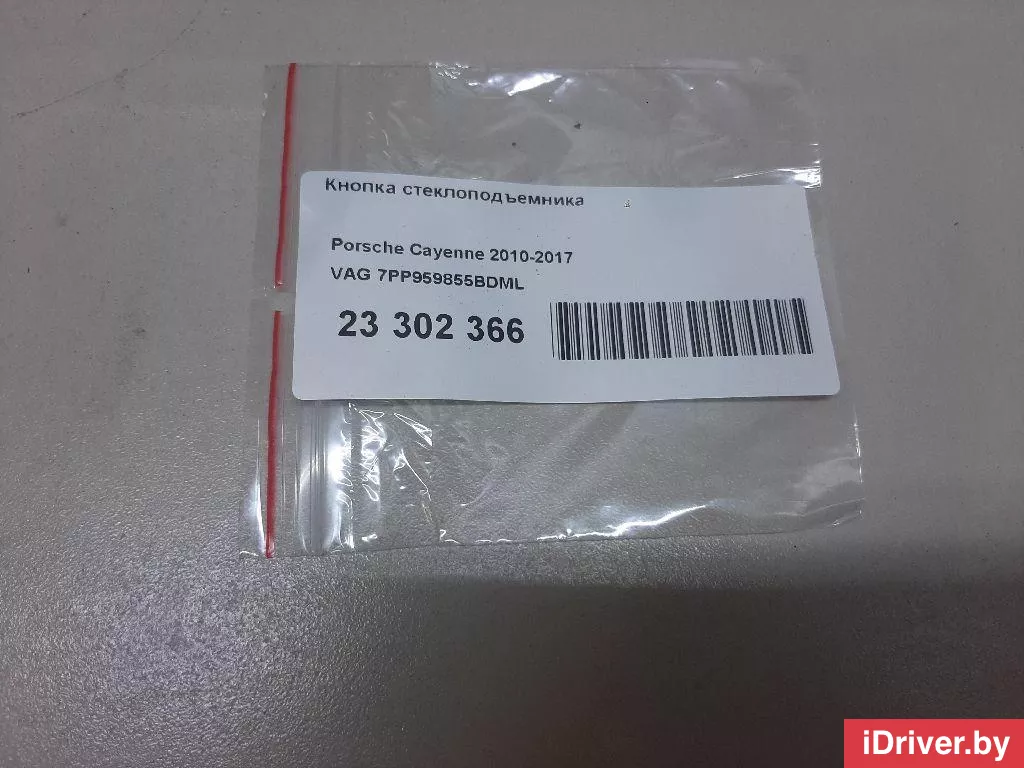 Кнопка стеклоподъемника
Porsche Cayenne 2010-2017
VAG 7PP959855BDML
23 302 366
iDriver.by